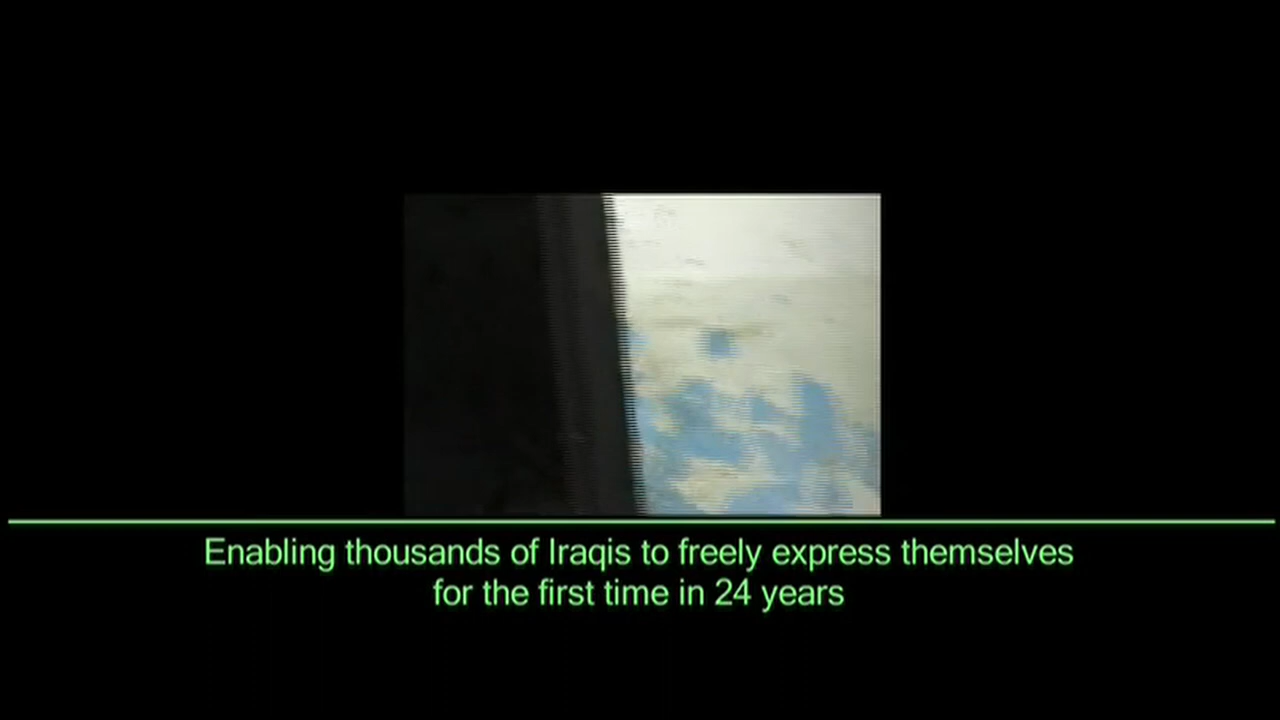 Enabling thousands of Iraqis to freely express themselves
for the first time in 24 years